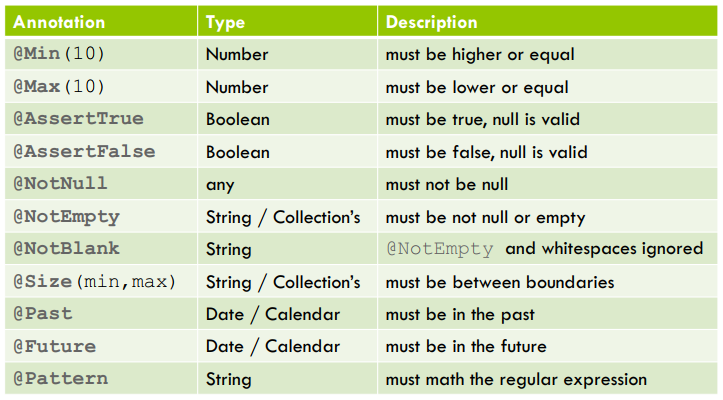 Annotation Type Description
@Min(10) Number must be higher or equal
@Max(10) Number must be lower or equal
@AssertTrue Boolean must be true, null is valid
@AssertFalse Boolean must be false, null is valid
@NotNull any must not be null
@NotEmpty String / Collection's must be not null or empty
@NotBlank String @NotEmpty and whitespaces ignored
@Size(min,max) String / Collection's must be between boundaries
@Past Date / Calendar must be in the past
@Future Date / Calendar must be in the future
@Pattern String must math the regular expression